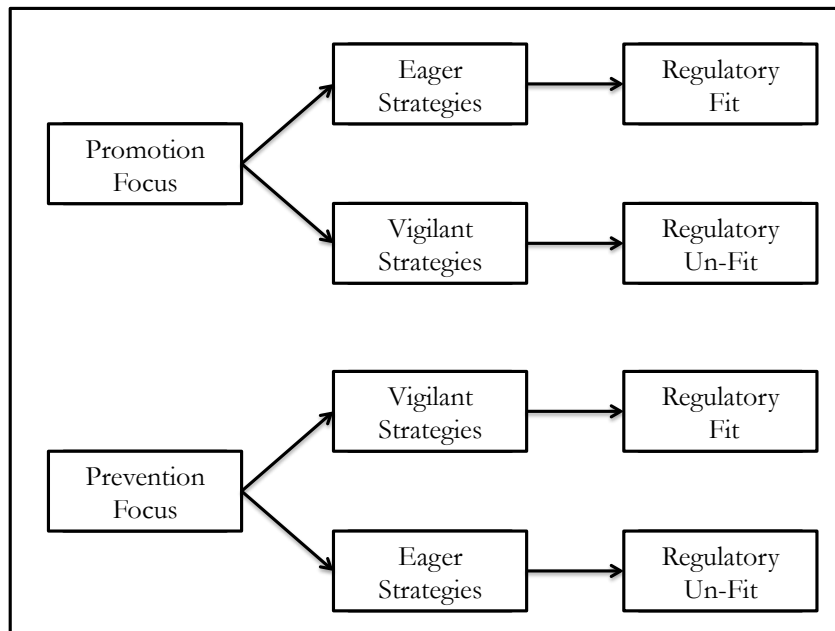 Eager
Strategies
Regulatory
Fit
Promotion
Focus
Vigilant
Strategies
Regulatory
Un-Fit
Vigilant
Strategies
Regulatory
Fit
Prevention
Focus
Eager
Strategies
Regulatory
Un-Fit